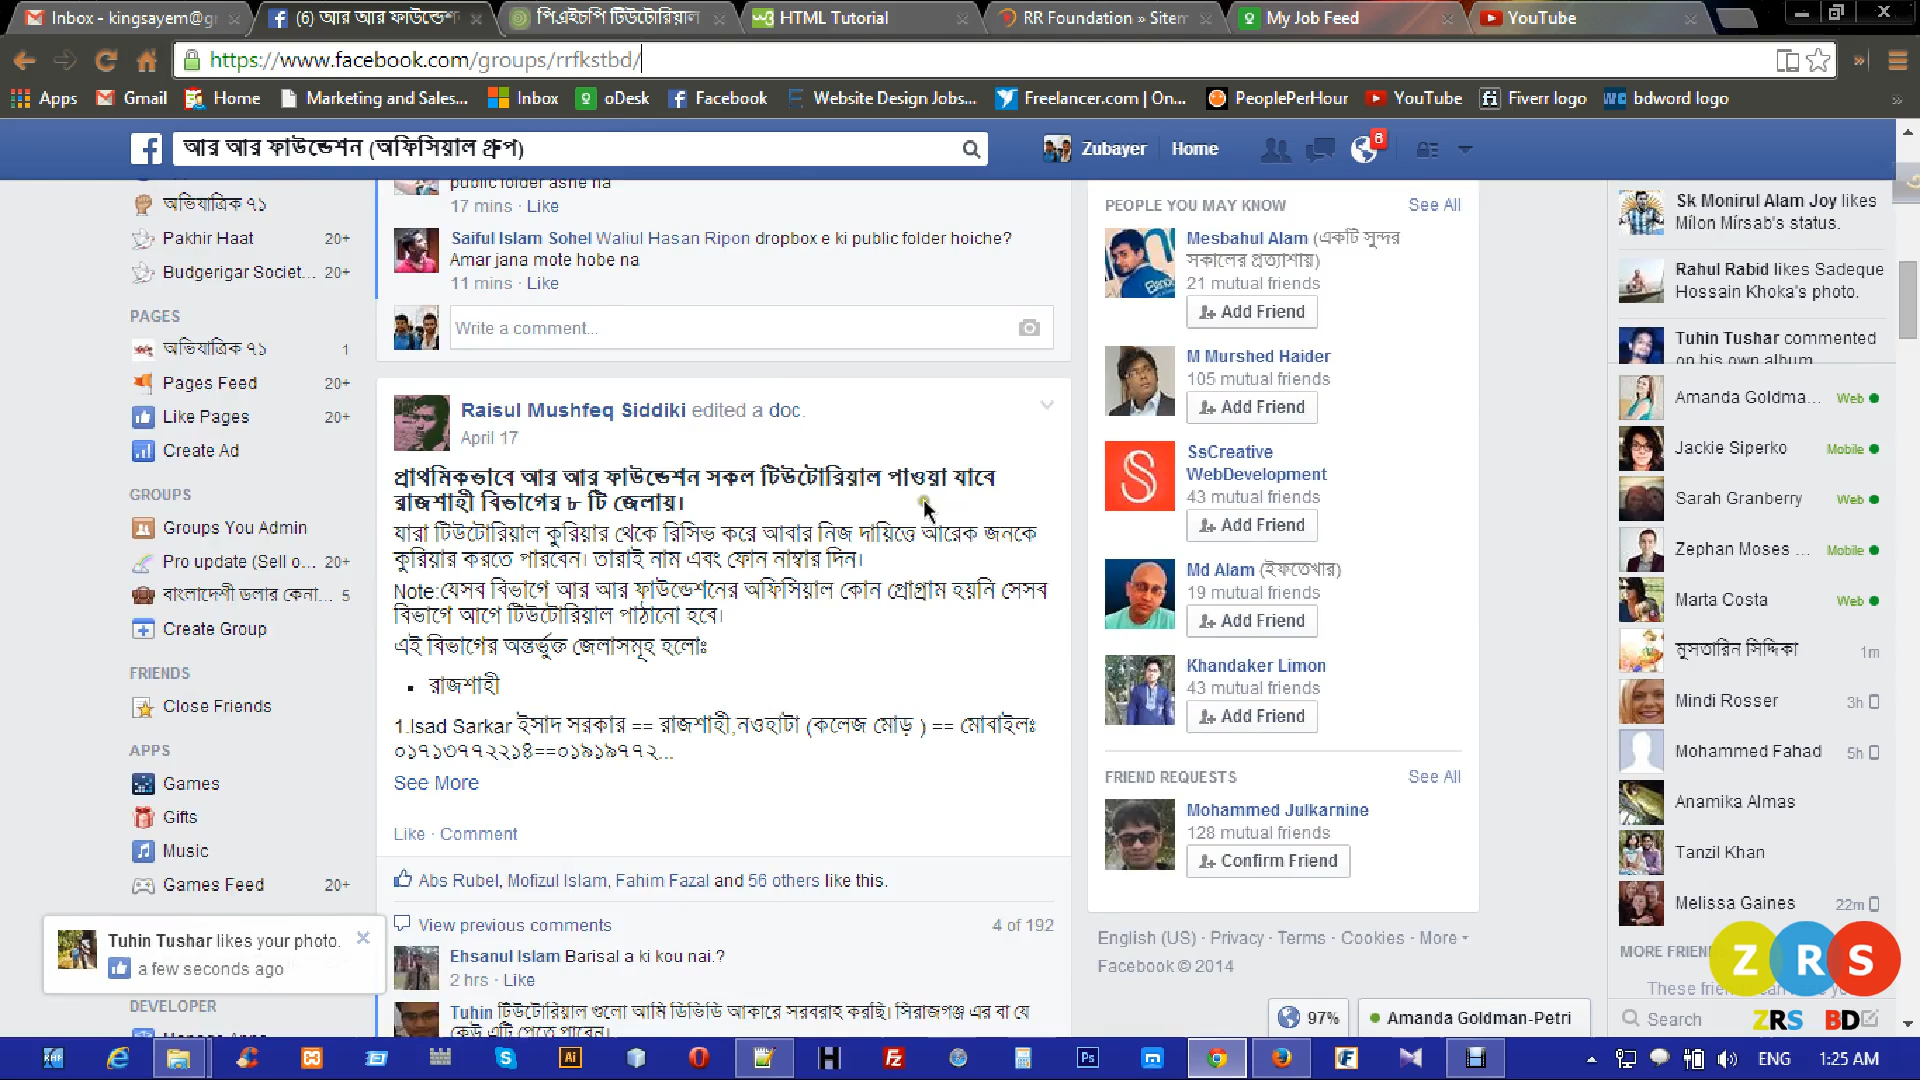 Inbox - kingsayem@g
(6) আর আর ফাউন্ডেশ
পিএইচপি টিউটোরিয়াল
HTML Tutorial
RR Foundation » Sitem
My Job Feed
YouTube
https://www.facebook.com/groups/rrfkstbd/
Apps
Gmail
Home
Marketing and Sales...
Inbox
oDesk
Facebook
Website Design Jobs...
Freelancer.com | On...
PeoplePerHour
YouTube
Fiverr logo
bdword logo
আর আর ফাউন্ডেশন (অফিসিয়াল গ্রুপ)
Zubayer
Home
6
অভিযাত্রিক ৭১
Pakhir Haat 20+
Budgerigar Societ... 20+
PAGES
অভিযাত্রিক ৭১ 1
Pages Feed 20+
Like Pages 20+
Create Ad
GROUPS
Groups You Admin
Pro update (Sell o... 20+
বাংলাদেশী ডলার কেনা... 5
Create Group
FRIENDS
Close Friends
APPS
Games
Gifts
Music
Games Feed 20+
Tuhin Tushar likes your photo.
a few seconds ago
DEVELOPER
public folder ashe na
17 mins · Like
Saiful Islam Sohel Waliul Hasan Ripon dropbox e ki public folder hoiche?
Amar jana mote hobe na
11 mins · Like
Write a comment...
Raisul Mushfeq Siddiki edited a doc.
April 17
প্রাথমিকভাবে আর আর ফাউন্ডেশন সকল টিউটোরিয়াল পাওয়া যাবে
রাজশাহী বিভাগের ৮ টি জেলায়।
যারা টিউটোরিয়াল কুরিয়ার থেকে রিসিভ করে আবার নিজ দায়িত্তে আরেক জনকে
কুরিয়ার করতে পারবেন। তারাই নাম এবং ফোন নাম্বার দিন।
Note:যেসব বিভাগে আর আর ফাউন্ডেশনের অফিসিয়াল কোন প্রোগ্রাম হয়নি সেসব
বিভাগে আগে টিউটোরিয়াল পাঠানো হবে।
এই বিভাগের অন্তর্ভুক্ত জেলাসমূহ হলোঃ
▪ রাজশাহী
1.Isad Sarkar ইসাদ সরকার == রাজশাহী,নওহাটা (কলেজ মোড় ) == মোবাইলঃ
০১৭১৩৭৭২২১৪==০১৯১৯৭৭২...
See More
Like · Comment
Abs Rubel, Mofizul Islam, Fahim Fazal and 56 others like this.
View previous comments 4 of 192
Ehsanul Islam Barisal a ki kou nai.?
2 hrs · Like
Tuhin টিউটোরিয়াল গুলো আমি ডিভিডি আকারে সরবরাহ করছি। সিরাজগঞ্জ এর বা যে
কেউ এটি পেতে পারেন।
PEOPLE YOU MAY KNOW See All
Mesbahul Alam (একটি সুন্দর
সকালের প্রত্যাশায়)
21 mutual friends
Add Friend
M Murshed Haider
105 mutual friends
Add Friend
SsCreative
WebDevelopment
43 mutual friends
Add Friend
Md Alam (ইফতেখার)
19 mutual friends
Add Friend
Khandaker Limon
43 mutual friends
Add Friend
FRIEND REQUESTS See All
Mohammed Julkarnine
128 mutual friends
Confirm Friend
English (US) · Privacy · Terms · Cookies · More
Facebook © 2014
97%
Amanda Goldman-Petri
Sk Monirul Alam Joy likes
Milon Mirsab's status.
Rahul Rabid likes Sadeque
Hossain Khoka's photo.
Tuhin Tushar commented
on his own album
Amanda Goldma... Web
Jackie Siperko Mobile
Sarah Granberry Web
Zephan Moses ... Mobile
Marta Costa Web
মুসতারিন সিদ্দিকা 1m
Mindi Rosser 3h
Mohammed Fahad 5h
Anamika Almas
Tanzil Khan
Melissa Gaines 22m
MORE FRIEN
These frien
Search
Z R S
ZRS BD
ENG
1:25 AM